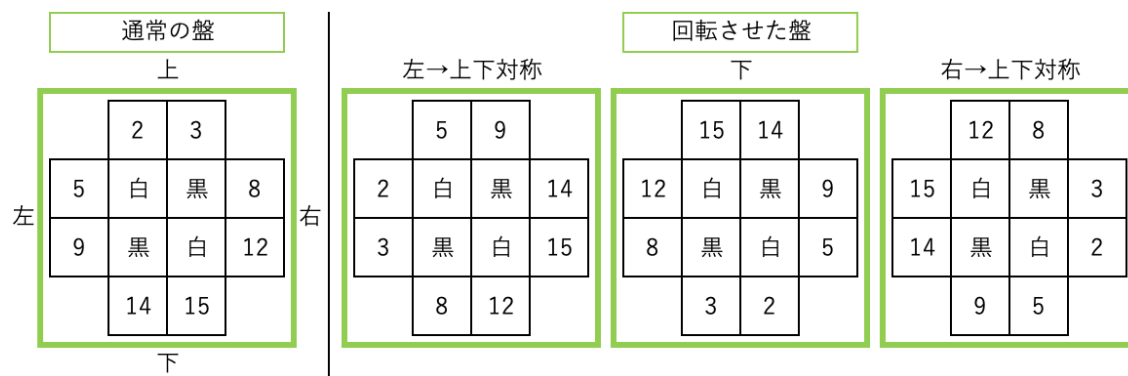 通常の盤 回転させた盤
上 左→上下対称 下 右→上下対称
2 3 5 9 15 14 12 8
5 白 黒 8 2 白 黒 14 12 白 黒 9 15 白 黒 3
左 右
9 黒 白 12 3 黒 白 15 8 黒 白 5 14 黒 白 2
14 15 8 12 3 2 9 5
下